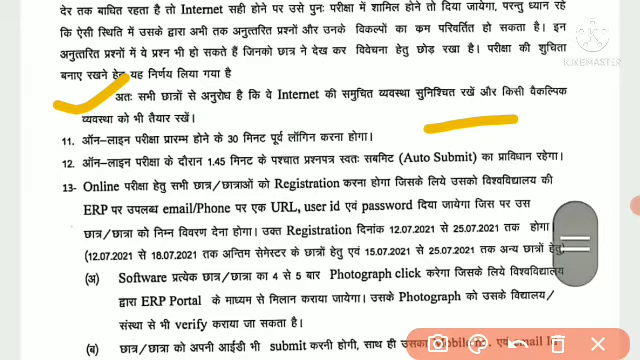 देर तक बाधित रहता है तो Internet सही होने पर उसे पुनः परीक्षा में शामिल होने तो दिया जायेगा, परन्तु ध्यान रहे
कि ऐसी स्थिति में उसके द्वारा अभी तक अनुत्तरित प्रश्नों और उनके विकल्पों का कम परिवर्तित हो सकता है। इन
अनुत्तरित प्रश्नों में वे प्रश्न भी हो सकते हैं जिनको छात्र ने देख कर विवेचना हेतु छोड़ रखा है। परीक्षा की शुचिता
बनाए रखने हेतु यह निर्णय लिया गया है
अतः सभी छात्रों से अनुरोध है कि वे Internet की समुचित व्यवस्था सुनिश्चित रखें और किसी वैकल्पिक
व्यवस्था को भी तैयार रखें।
11. ऑन-लाइन परीक्षा प्रारम्भ होने के 30 मिनट पूर्व लॉगिन करना होगा।
12. ऑन-लाइन परीक्षा के दौरान 1.45 मिनट के पश्चात प्रश्नपत्र स्वतः सबमिट (Auto Submit) का प्राविधान रहेगा।
13- Online परीक्षा हेतु सभी छात्र/छात्राओं को Registration करना होगा जिसके लिये उसको विश्वविद्यालय की
ERP पर उपलब्ध email/Phone पर एक URL, user id एवं password दिया जायेगा जिस पर उस
छात्र/छात्रा को निम्न विवरण देना होगा। उक्त Registration दिनांक 12.07.2021 से 25.07.2021 तक होगा।
(12.07.2021 से 18.07.2021 तक अन्तिम सेमेस्टर के छात्रों हेतु एवं 15.07.2021 से 25.07.2021 तक अन्य छात्रों हेतु)
(अ) Software प्रत्येक छात्र/छात्रा का 4 से 5 बार Photograph click करेगा जिसके लिये विश्वविद्यालय
द्वारा ERP Portal के माध्यम से मिलान कराया जायेगा। उसके Photograph को उसके विद्यालय/
संस्था से भी verify कराया जा सकता है।
(ब) छात्र/छात्रा को अपनी आईडी भी submit करनी होगी, साथ ही उसका Mobile no. एवं email Id
KINEMASTER